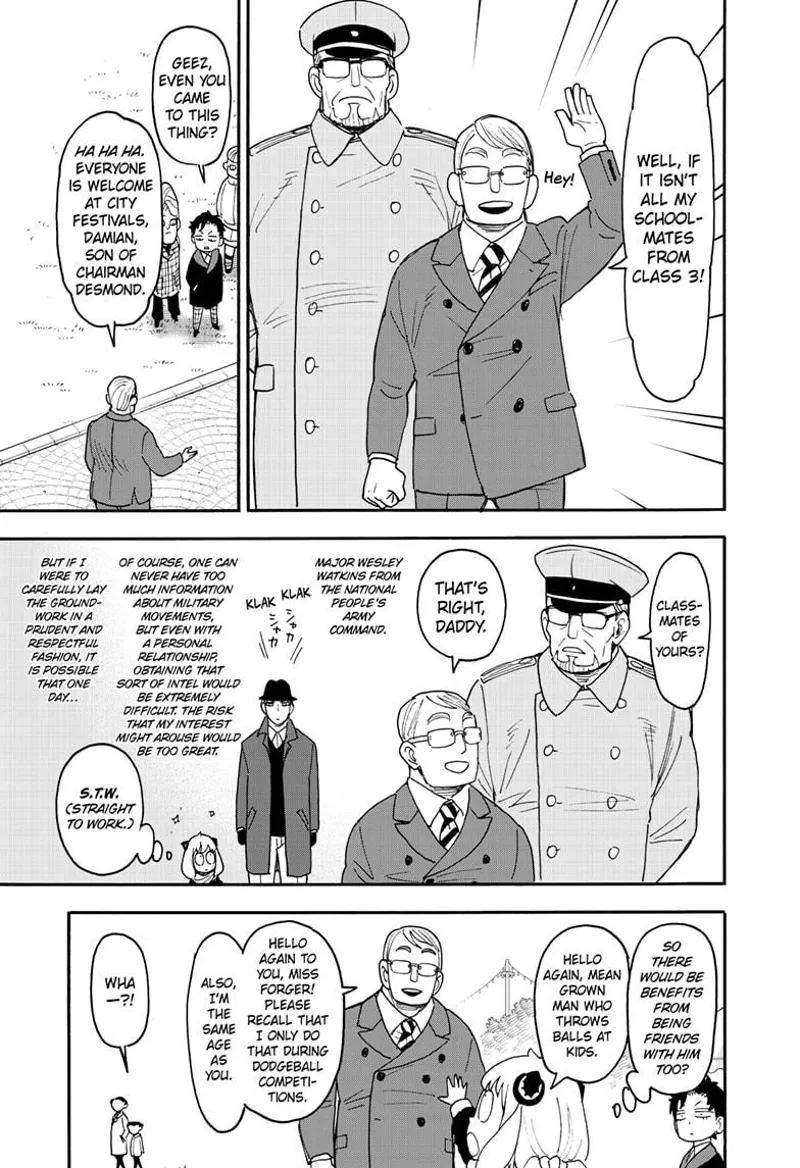 WELL, IF
IT ISN'T
ALL MY
SCHOOL-
MATES
FROM
CLASS 3!
Hey!
GEEZ,
EVEN YOU
CAME
TO THIS
THING?
HA HA HA.
EVERYONE
IS WELCOME
AT CITY
FESTIVALS,
DAMIAN,
SON OF
CHAIRMAN
DESMOND.
CLASS-
MATES OF
YOURS?
THAT'S
RIGHT,
DADDY.
MAJOR WESLEY
WATKINS FROM
THE NATIONAL
PEOPLE'S
ARMY
COMMAND.
KLAK KLAK
シャカ
シャカ
OF COURSE, ONE CAN
NEVER HAVE TOO
MUCH INFORMATION
ABOUT MILITARY
MOVEMENTS,
BUT EVEN WITH
A PERSONAL
RELATIONSHIP,
OBTAINING THAT
SORT OF INTEL WOULD
BE EXTREMELY
DIFFICULT. THE RISK
THAT MY INTEREST
MIGHT AROUSE WOULD
BE TOO GREAT.
BUT IF I
WERE TO
CAREFULLY LAY
THE GROUND-
WORK IN A
PRUDENT AND
RESPECTFUL
FASHION, IT
IS POSSIBLE
THAT ONE
DAY...
S.T.W.
(STRAIGHT
TO WORK.)
SO
THERE
WOULD BE
BENEFITS
FROM
BEING
FRIENDS
WITH HIM
TOO?
HELLO
AGAIN, MEAN
GROWN
MAN WHO
THROWS
BALLS AT
KIDS.
HELLO
AGAIN TO
YOU, MISS
FORGER!
PLEASE
RECALL THAT
I ONLY DO
THAT DURING
DODGEBALL
COMPETI-
TIONS.
ALSO,
I'M THE
SAME
AGE AS
YOU.
WHA
—?!